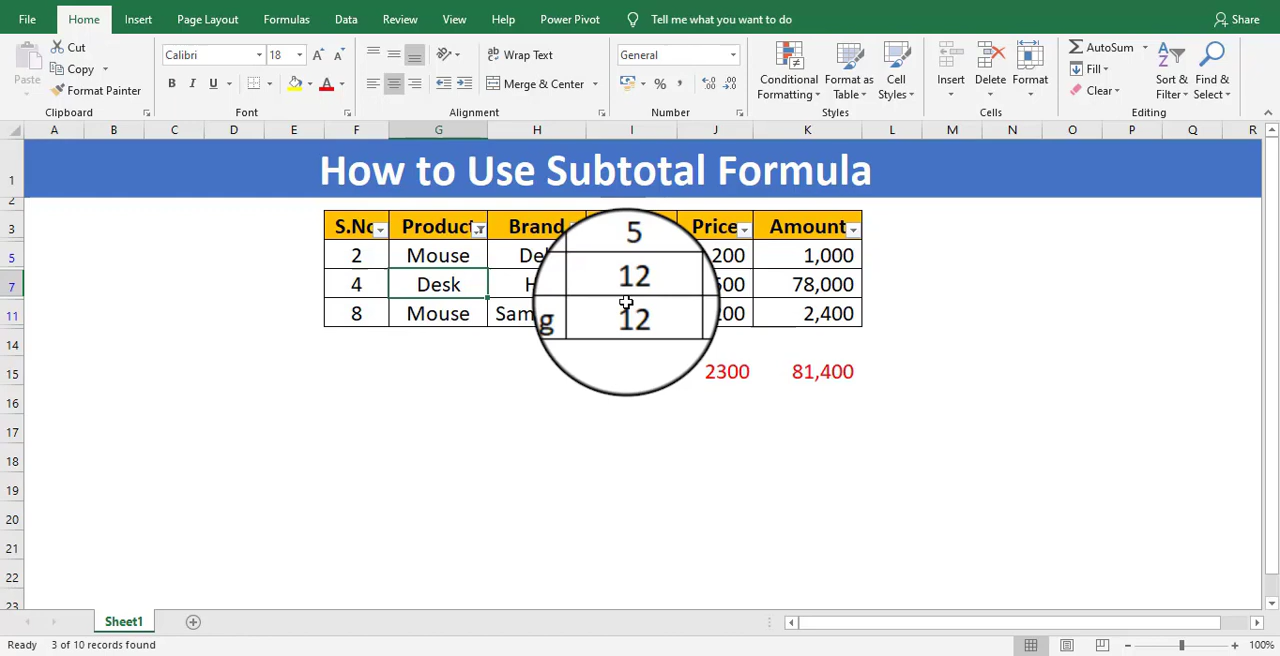 File Home Insert Page Layout Formulas Data Review View Help Power Pivot Tell me what you want to do Share
Paste Cut Copy Format Painter Clipboard
Calibri 18 B I U Font
Wrap Text Merge & Center Alignment
General % Number
Conditional Formatting Format as Table Cell Styles Styles
Insert Delete Format Cells
AutoSum Fill Clear Sort & Filter Find & Select Editing
A B C D E F G H I J K L M N O P Q R
1 How to Use Subtotal Formula
2
3 S.No Product Brand 5 Price Amount
5 2 Mouse 200 1,000
7 4 Desk 12 78,000
11 8 Mouse 12 2,400
14
15 2300 81,400
16
17
18
19
20
21
22
23
Sheet1
Ready 3 of 10 records found 100%